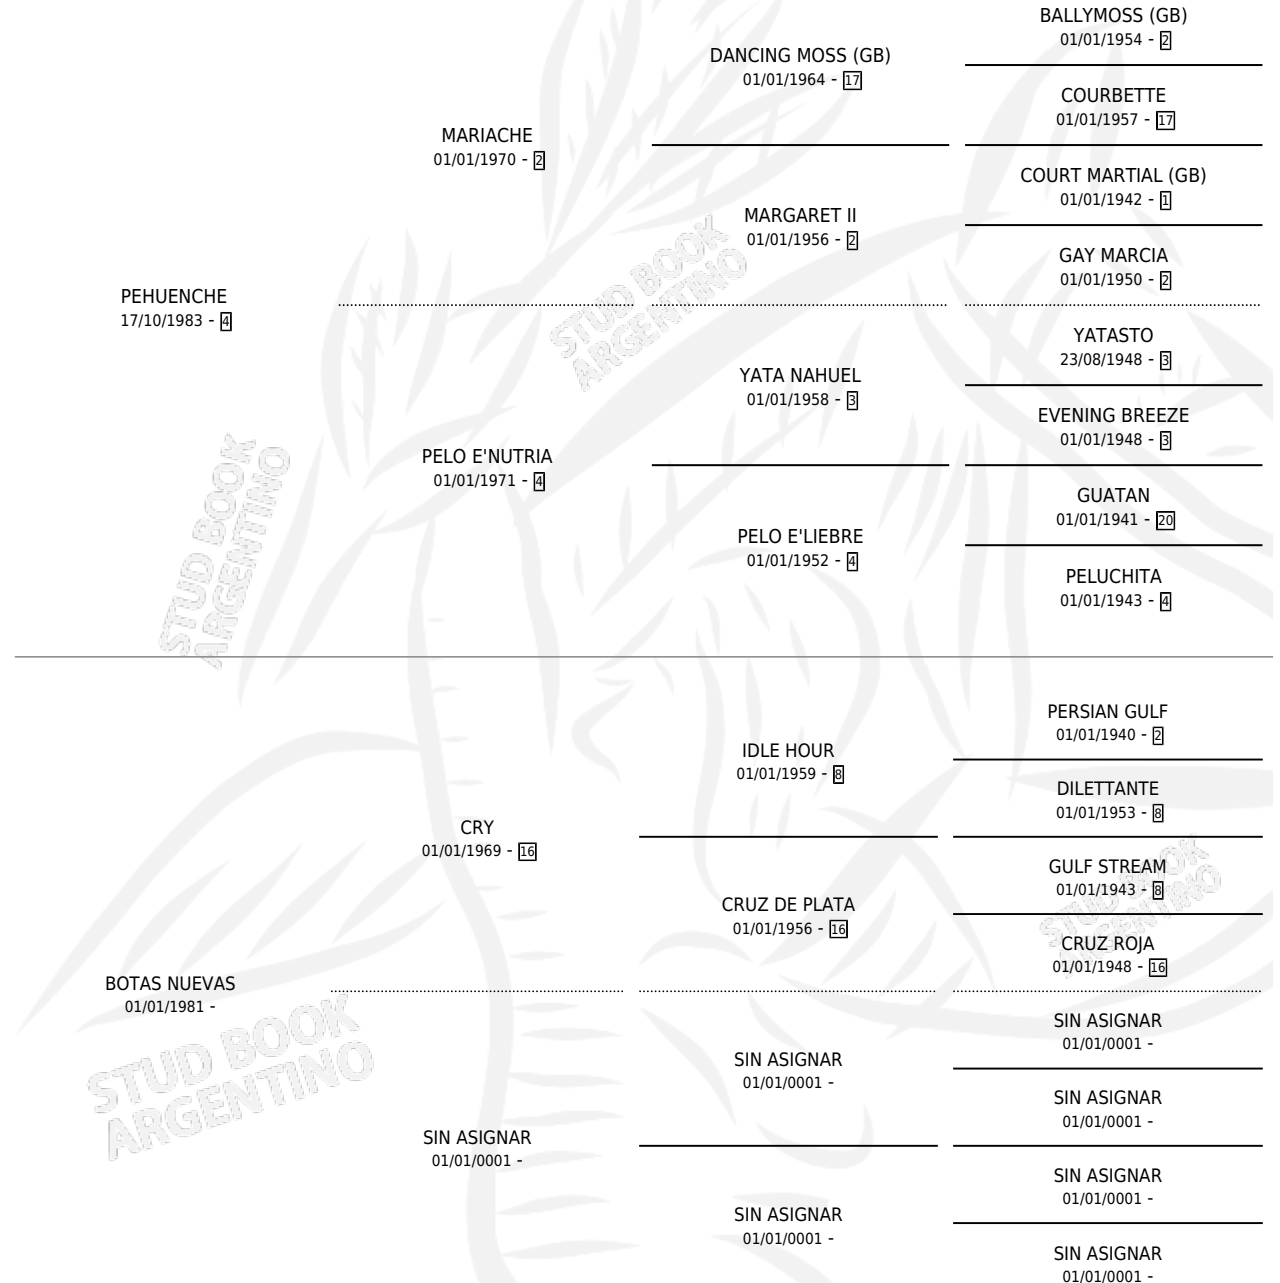 BALLYMOSS (GB)
01/01/1954 - 2
DANCING MOSS (GB)
01/01/1964 - 17
COURBETTE
01/01/1957 - 17
MARIACHE
01/01/1970 - 2
COURT MARTIAL (GB)
01/01/1942 - 1
MARGARET II
01/01/1956 - 2
GAY MARCIA
01/01/1950 - 2
PEHUENCHE
17/10/1983 - 4
YATASTO
23/08/1948 - 3
YATA NAHUEL
01/01/1958 - 3
EVENING BREEZE
01/01/1948 - 3
PELO E'NUTRIA
01/01/1971 - 4
GUATAN
01/01/1941 - 20
PELO E'LIEBRE
01/01/1952 - 4
PELUCHITA
01/01/1943 - 4
PERSIAN GULF
01/01/1940 - 2
IDLE HOUR
01/01/1959 - 8
DILETTANTE
01/01/1953 - 8
CRY
01/01/1969 - 16
GULF STREAM
01/01/1943 - 8
CRUZ DE PLATA
01/01/1956 - 16
CRUZ ROJA
01/01/1948 - 16
BOTAS NUEVAS
01/01/1981 -
SIN ASIGNAR
01/01/0001 -
SIN ASIGNAR
01/01/0001 -
SIN ASIGNAR
01/01/0001 -
SIN ASIGNAR
01/01/0001 -
SIN ASIGNAR
01/01/0001 -
SIN ASIGNAR
01/01/0001 -
SIN ASIGNAR
01/01/0001 -
STUD BOOK
ARGENTINO
STUD BOOK
ARGENTINO
STUD BOOK
ARGENTINO
STUD BOOK
ARGENTINO